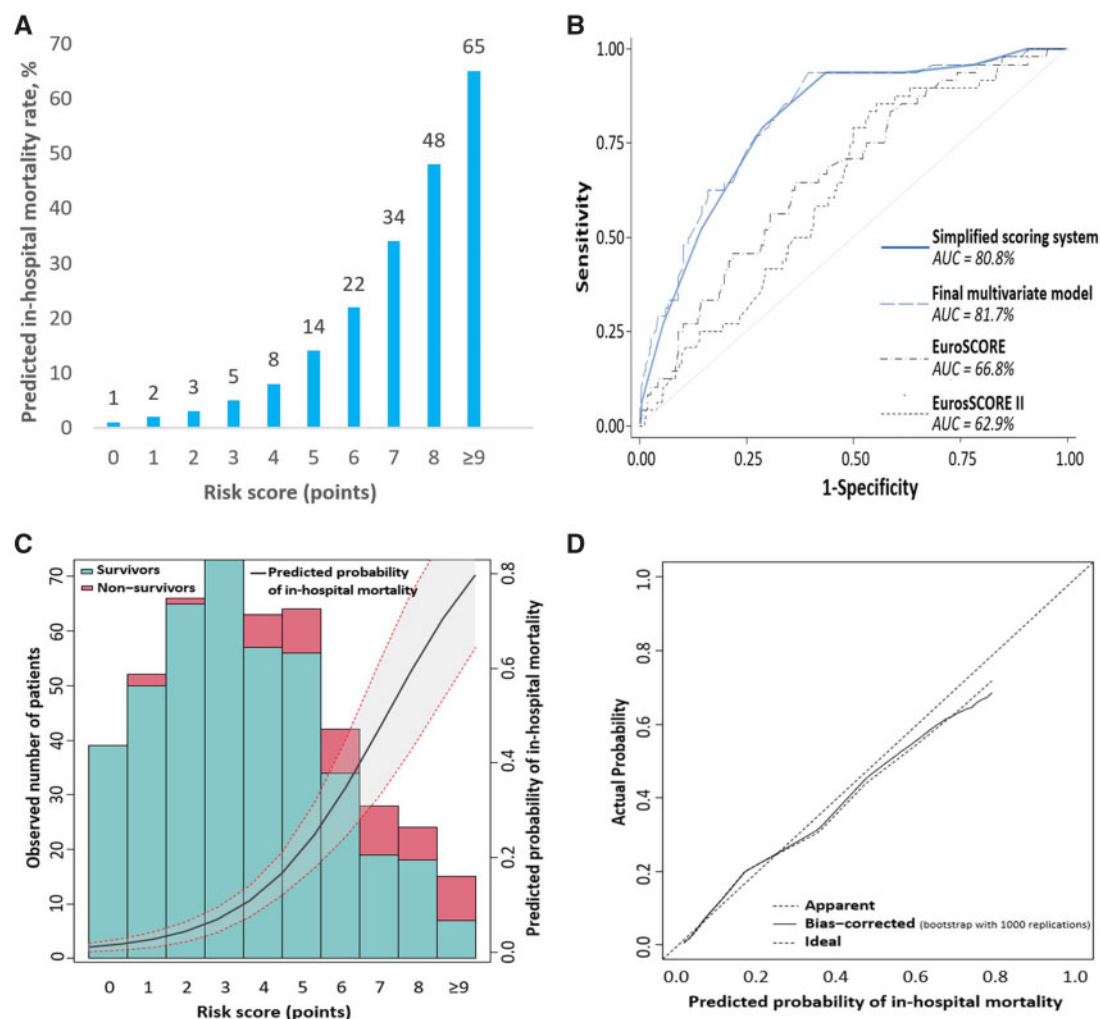 A
Predicted in-hospital mortality rate, %
70
60
50
40
30
20
10
0
1
2
3
5
8
14
22
34
48
65
0 1 2 3 4 5 6 7 8 ≥9
Risk score (points)
B
Sensitivity
1.00
0.75
0.50
0.25
0.00
Simplified scoring system
AUC = 80.8%
Final multivariate model
AUC = 81.7%
EuroSCORE
AUC = 66.8%
EurosSCORE II
AUC = 62.9%
0.00 0.25 0.50 0.75 1.00
1-Specificity
C
Observed number of patients
70
60
50
40
30
20
10
0
Survivors
Non-survivors
Predicted probability
of in-hospital mortality
0.8
0.6
0.4
0.2
0.0
Predicted probability of in-hospital mortality
0 1 2 3 4 5 6 7 8 ≥9
Risk score (points)
D
Actual Probability
1.0
0.8
0.6
0.4
0.2
0.0
Apparent
Bias-corrected (bootstrap with 1000 replications)
Ideal
0.0 0.2 0.4 0.6 0.8 1.0
Predicted probability of in-hospital mortality